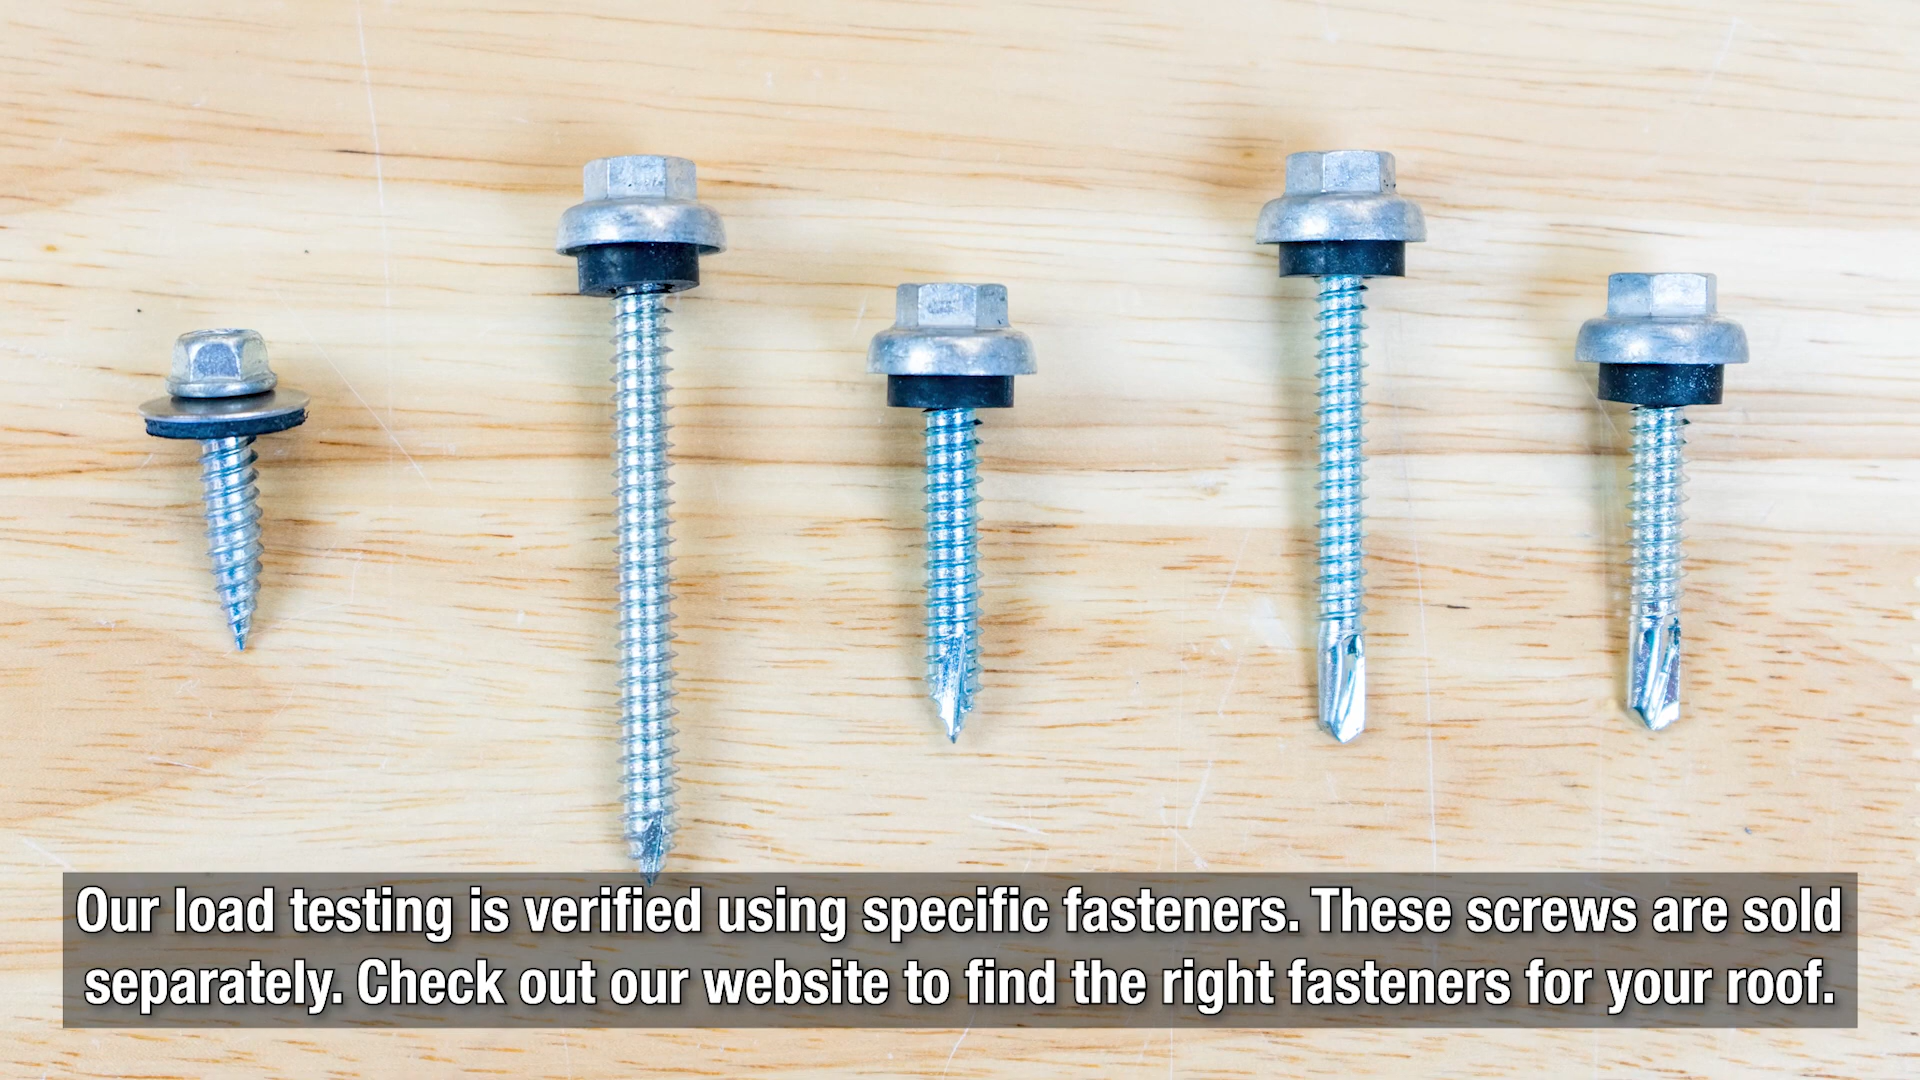 Our load testing is verified using specific fasteners. These screws are sold
separately. Check out our website to find the right fasteners for your roof.